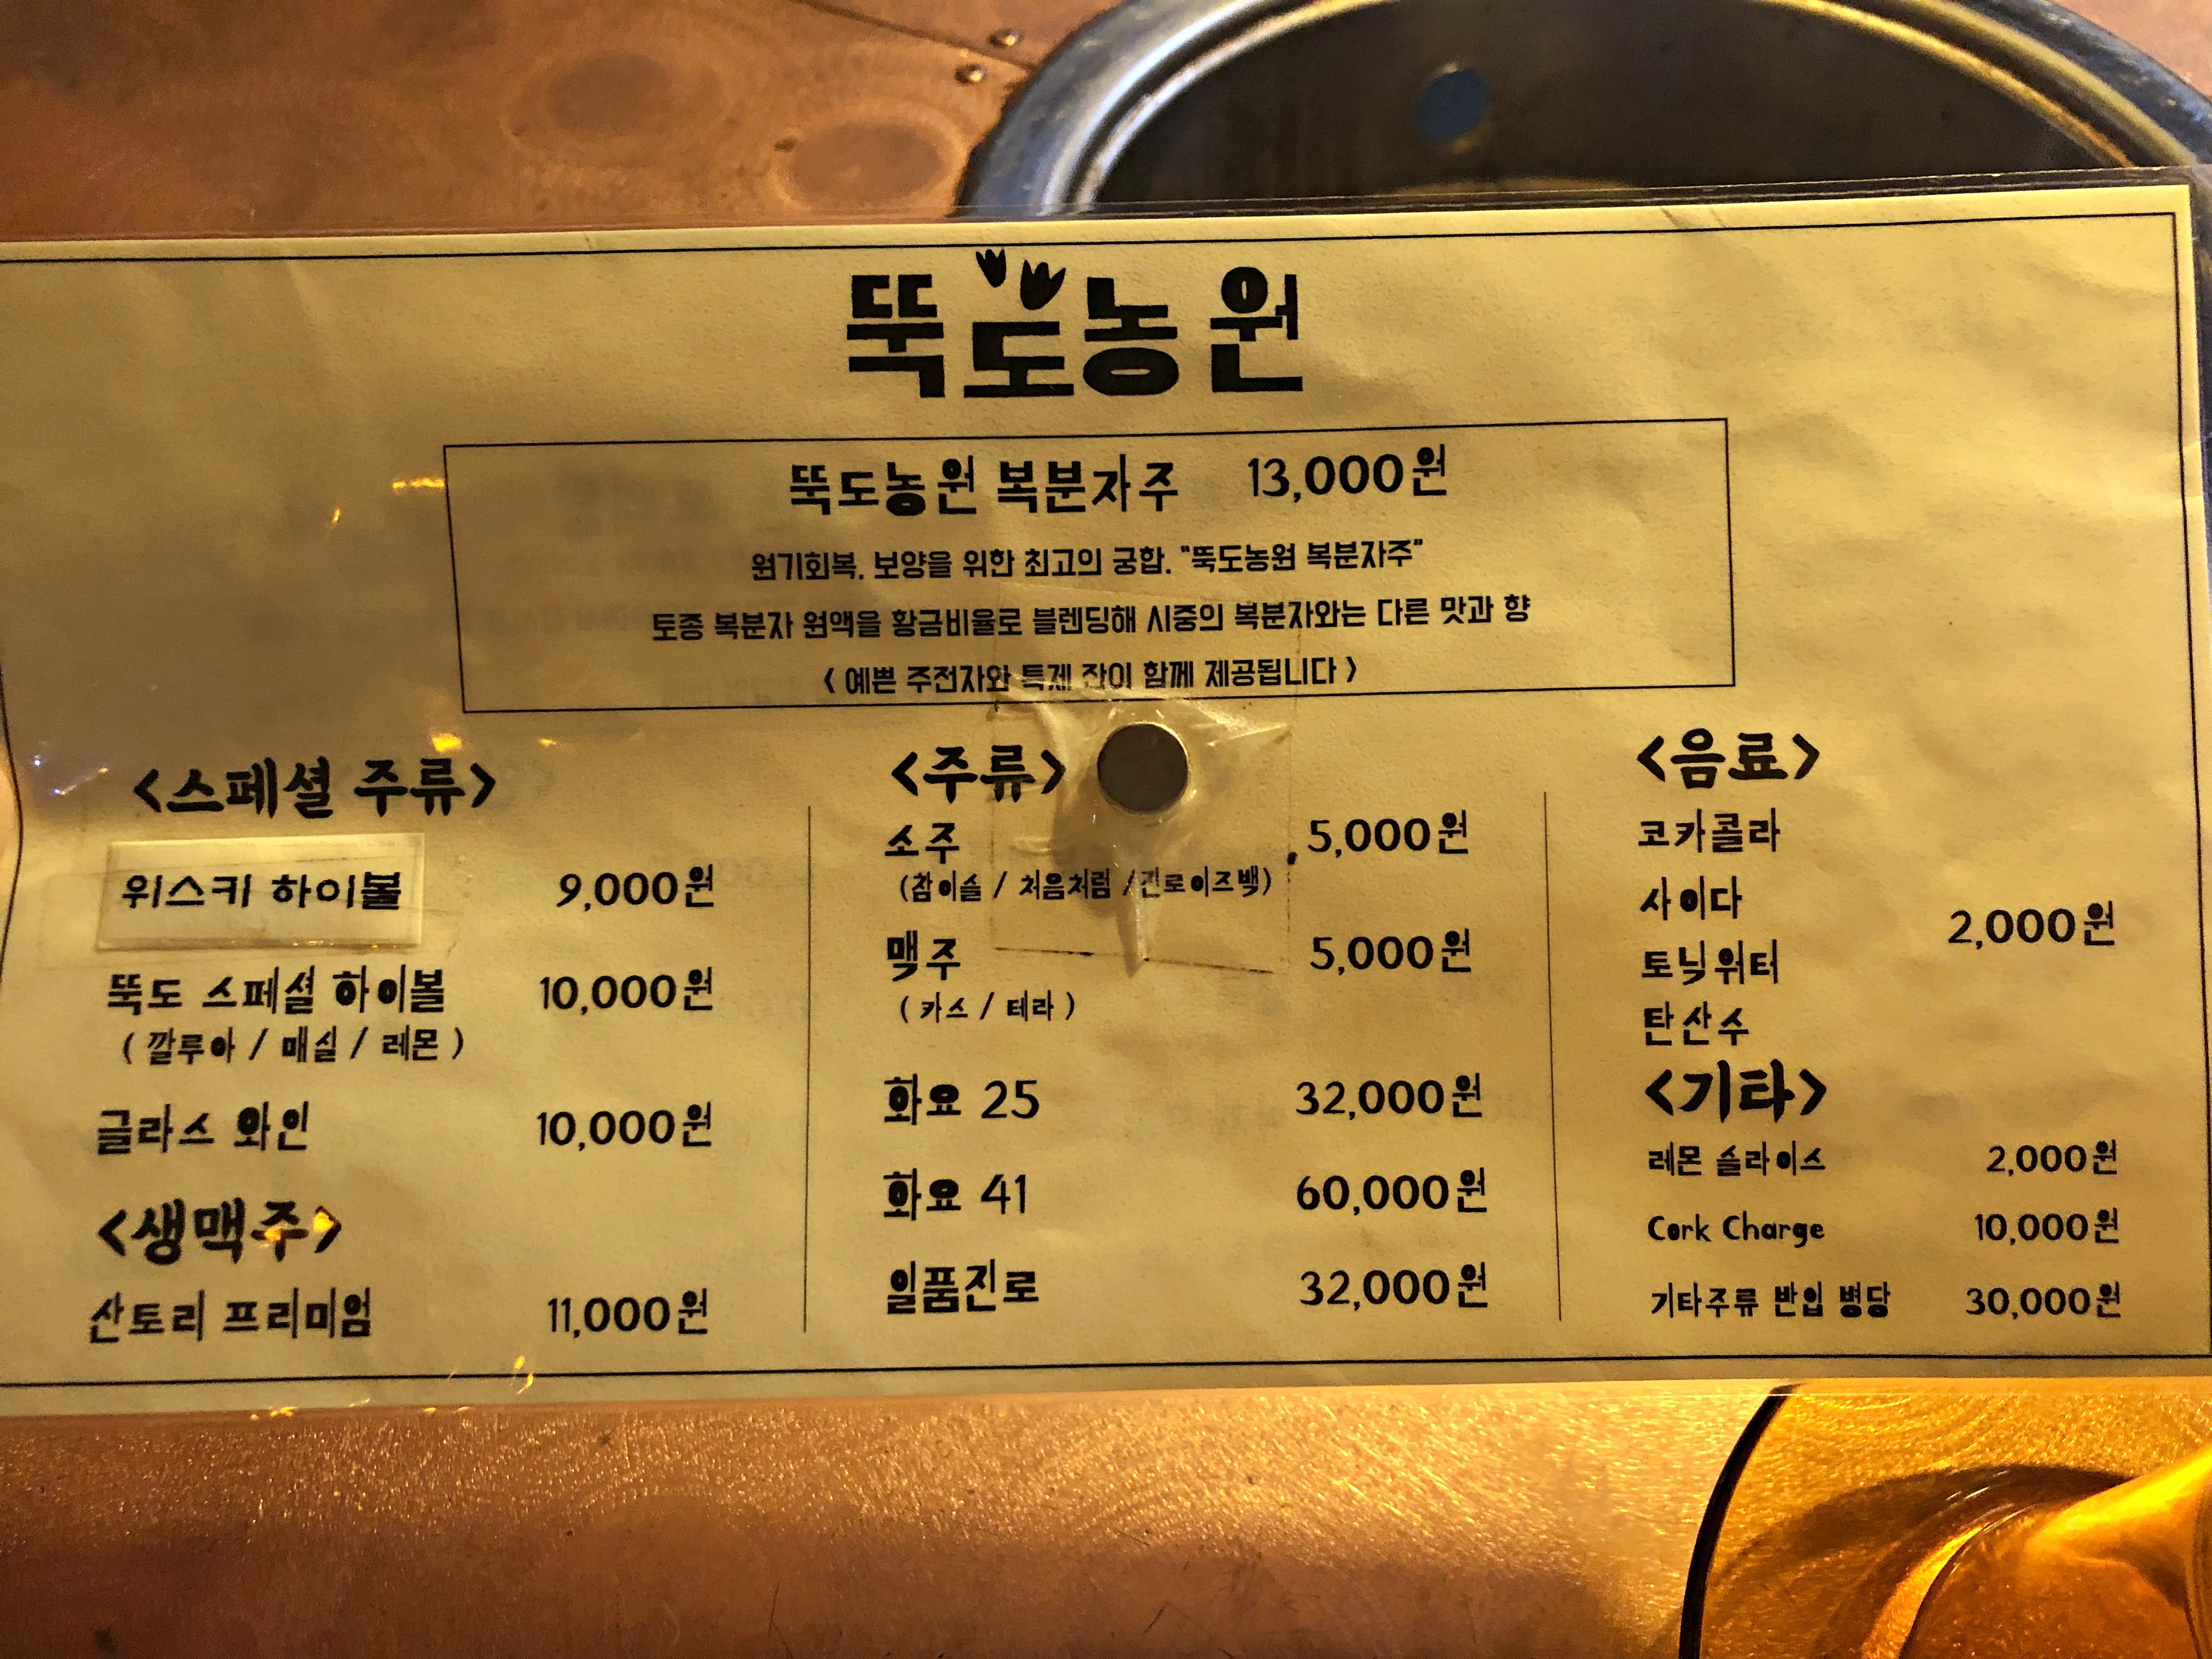 뚝도농원
뚝도농원 복분자주 13,000원
원기회복, 보양을 위한 최고의 궁합, "뚝도농원 복분자주"
토종 복분자 원액을 황금비율로 블렌딩해 시중의 복분자와는 다른 맛과 향
< 예쁜 주전자와 특제 잔이 함께 제공됩니다 >
<스페셜 주류>
위스키 하이볼 9,000원
뚝도 스페셜 하이볼 10,000원
( 깔루아 / 매실 / 레몬 )
글라스 와인 10,000원
<생맥주>
산토리 프리미엄 11,000원
<주류>
소주 5,000원
(참이슬 / 처음처럼 / 진로이즈백)
맥주 5,000원
( 카스 / 테라 )
화요 25 32,000원
화요 41 60,000원
일품진로 32,000원
<음료>
코카콜라
사이다
2,000원
토닉워터
탄산수
<기타>
레몬 슬라이스 2,000원
Cork Charge 10,000원
기타주류 반입 병당 30,000원